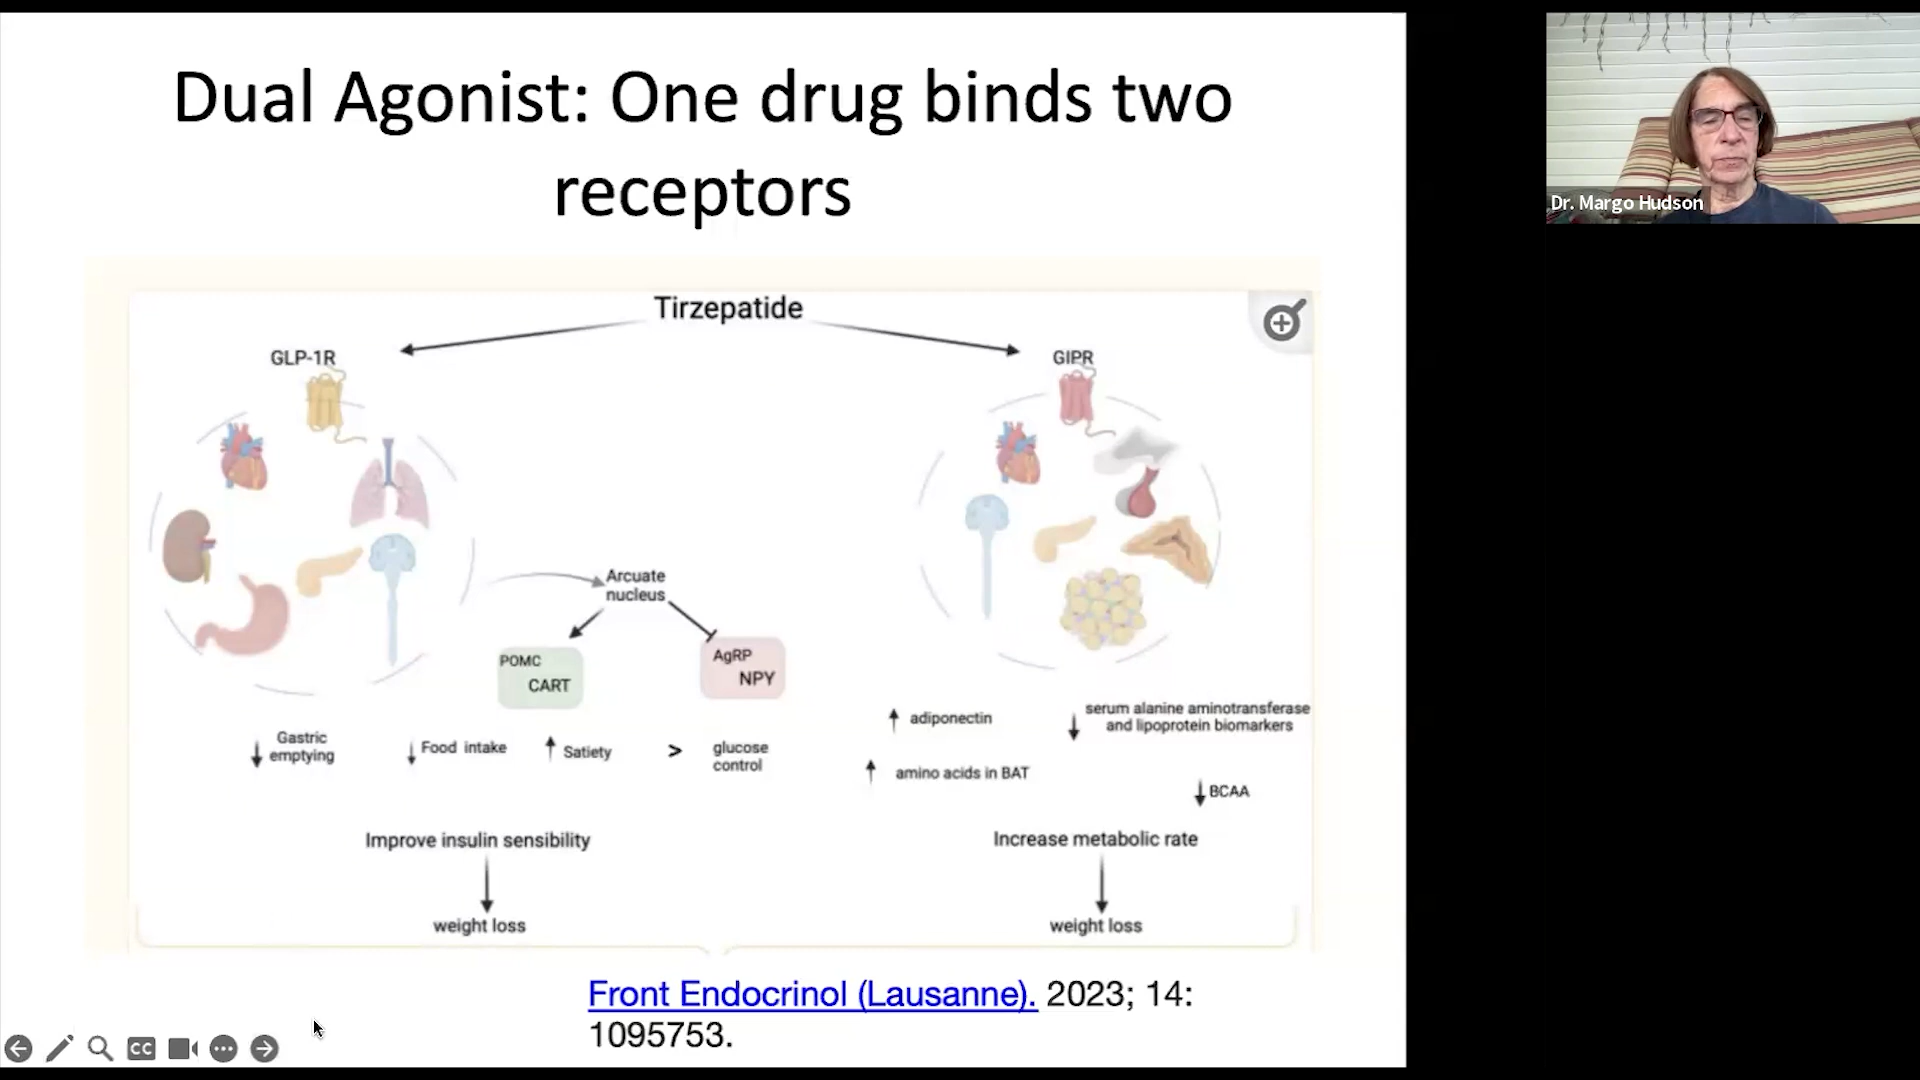 Dual Agonist: One drug binds two
receptors
Dr. Margo Hudson
Tirzepatide
GLP-1R
GIPR
Arcuate
nucleus
POMC
CART
AgRP
NPY
Gastric
emptying
Food intake
Satiety
>
glucose
control
adiponectin
serum alanine aminotransferase
and lipoprotein biomarkers
amino acids in BAT
BCAA
Improve insulin sensibility
Increase metabolic rate
weight loss
weight loss
Front Endocrinol (Lausanne). 2023; 14:
1095753.
CC